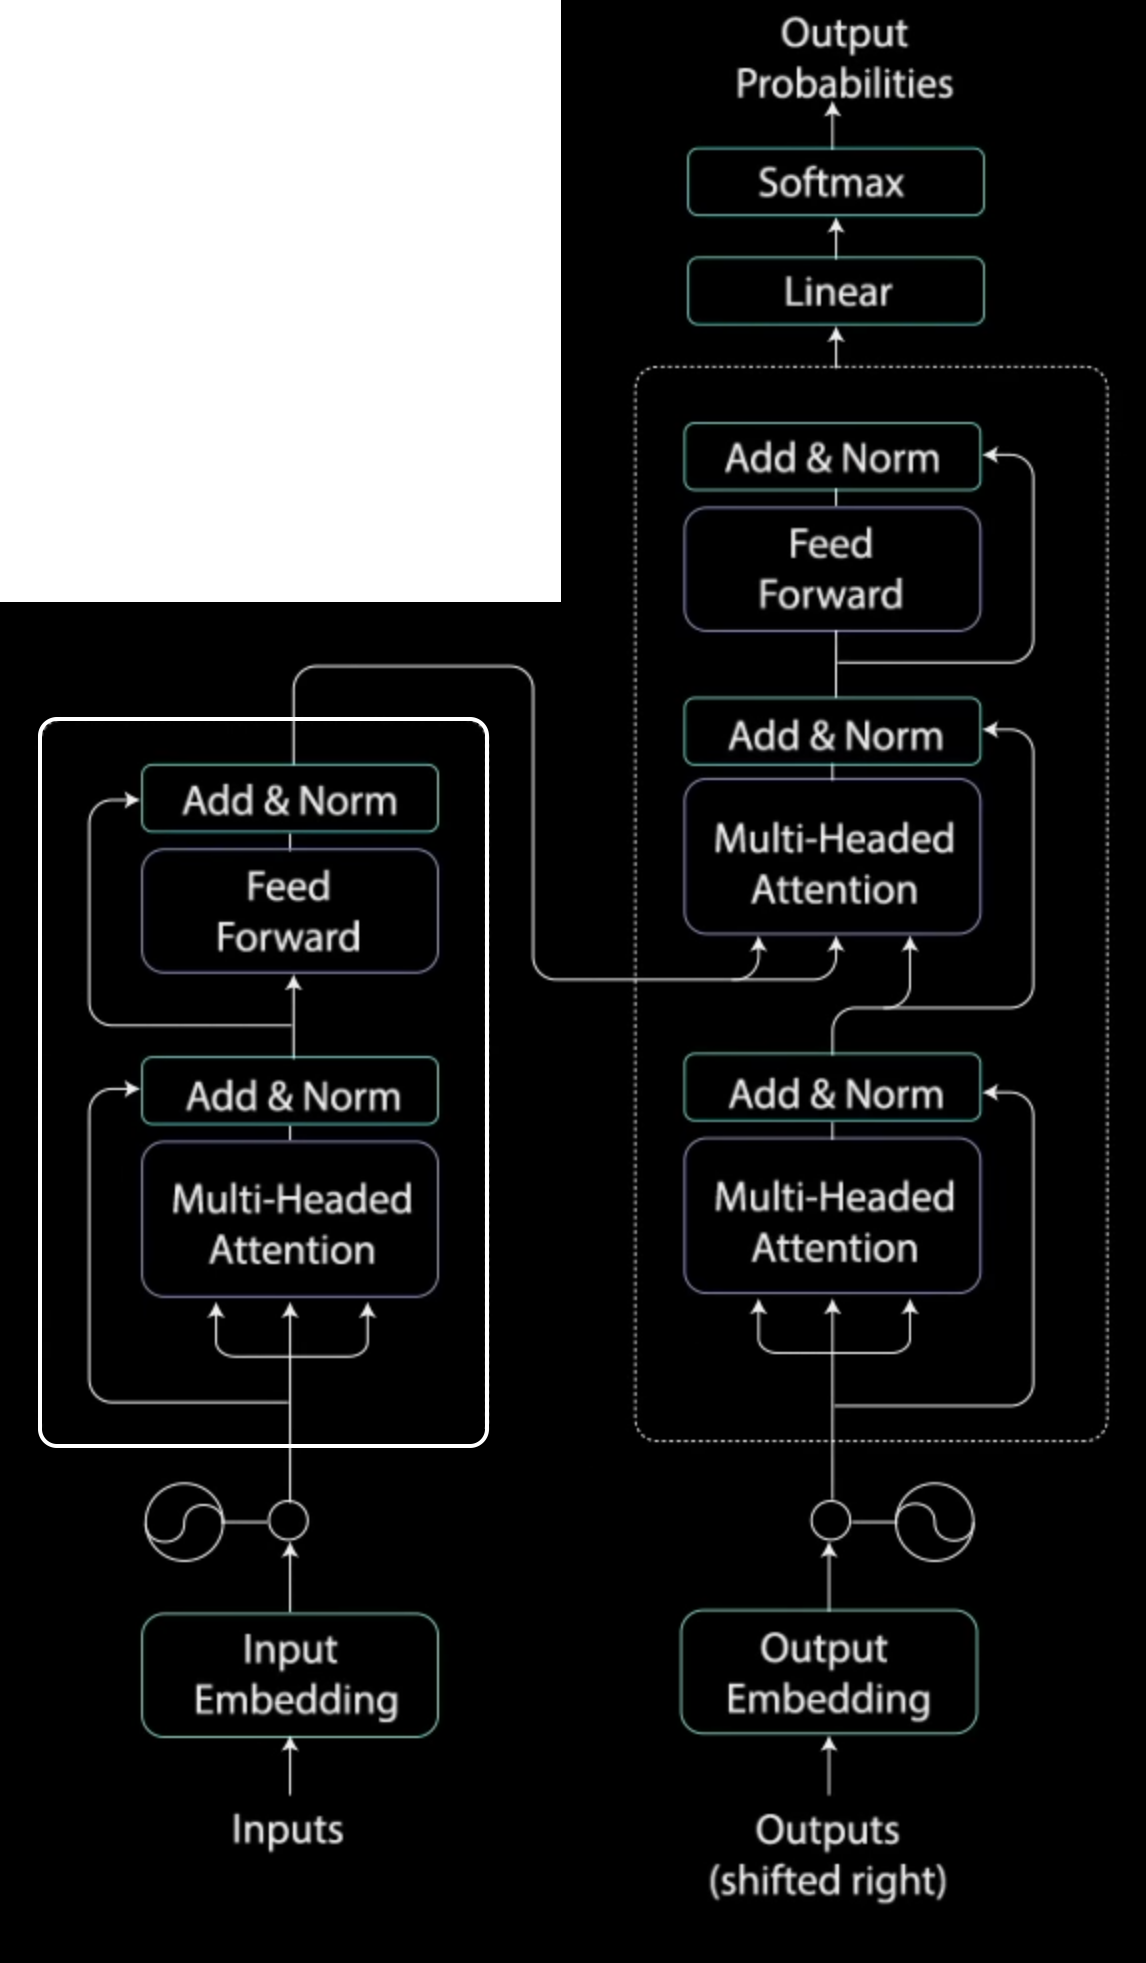 Output
Probabilities
Softmax
Linear
Add & Norm
Feed
Forward
Add & Norm
Multi-Headed
Attention
Add & Norm
Multi-Headed
Attention
Output
Embedding
Outputs
(shifted right)
Add & Norm
Feed
Forward
Add & Norm
Multi-Headed
Attention
Input
Embedding
Inputs